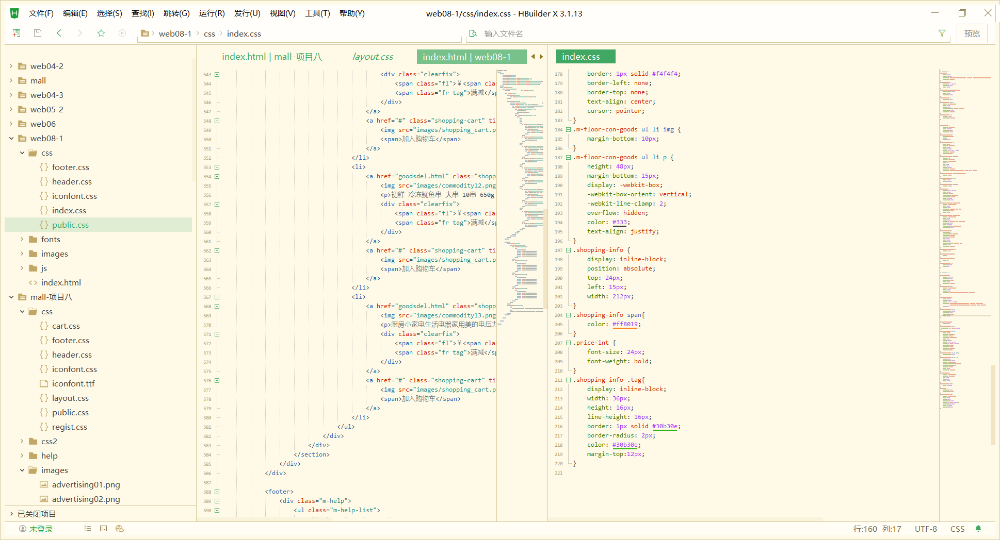 文件(F) 编辑(E) 选择(S) 查找(I) 跳转(G) 运行(R) 发行(U) 视图(V) 工具(T) 帮助(Y)
web08-1/css/index.css - HBuilder X 3.1.13
web08-1 css index.css
输入文件名
预览
web04-2
mall
web04-3
web05-2
web06
web08-1
css
footer.css
header.css
iconfont.css
index.css
public.css
fonts
images
js
index.html
mall-项目八
css
cart.css
footer.css
header.css
iconfont.css
iconfont.ttf
layout.css
public.css
regist.css
css2
help
images
advertising01.png
advertising02.png
已关闭项目
index.html | mall-项目八 layout.css index.html | web08-1
543 <div class="clearfix">
544 <span class="fl">￥<span clas
545 <span class="fr tag">满减</sp
546 </div>
547 </a>
548 <a href="#" class="shopping-cart" tit
549 <img src="images/shopping_cart.p
550 <span>加入购物车</span>
551 </a>
552 </li>
553 <li>
554 <a href="goodsdel.html" class="shopp
555 <img src="images/commodity12.png
556 <p>初鲜 冷冻鱿鱼串 大串 10串 650g
557 <div class="clearfix">
558 <span class="fl">￥<span clas
559 <span class="fr tag">满减</sp
560 </div>
561 </a>
562 <a href="#" class="shopping-cart" tit
563 <img src="images/shopping_cart.p
564 <span>加入购物车</span>
565 </a>
566 </li>
567 <li>
568 <a href="goodsdel.html" class="shopp
569 <img src="images/commodity13.png
570 <p>厨房小家电生活电器家用美的电压力
571 <div class="clearfix">
572 <span class="fl">￥<span clas
573 <span class="fr tag">满减</sp
574 </div>
575 </a>
576 <a href="#" class="shopping-cart" tit
577 <img src="images/shopping_cart.p
578 <span>加入购物车</span>
579 </a>
580 </li>
581 </ul>
582 </div>
583 </div>
584 </section>
585 </div>
586 </div>
587
588 <footer>
589 <div class="m-help">
590 <ul class="m-help-list">
index.css
178 border: 1px solid #f4f4f4;
179 border-left: none;
180 border-top: none;
181 text-align: center;
182 cursor: pointer;
183 }
184 .m-floor-con-goods ul li img {
185 margin-bottom: 10px;
186 }
187 .m-floor-con-goods ul li p {
188 height: 48px;
189 margin-bottom: 15px;
190 display: -webkit-box;
191 -webkit-box-orient: vertical;
192 -webkit-line-clamp: 2;
193 overflow: hidden;
194 color: #333;
195 text-align: justify;
196 }
197 .shopping-info {
198 display: inline-block;
199 position: absolute;
200 top: 24px;
201 left: 15px;
202 width: 212px;
203 }
204 .shopping-info span{
205 color: #ff8019;
206 }
207 .price-int {
208 font-size: 24px;
209 font-weight: bold;
210 }
211 .shopping-info .tag{
212 display: inline-block;
213 width: 36px;
214 height: 16px;
215 line-height: 16px;
216 border: 1px solid #30b30e;
217 border-radius: 2px;
218 color: #30b30e;
219 margin-top:12px;
220 }
221
未登录
行:160 列:17 UTF-8 CSS